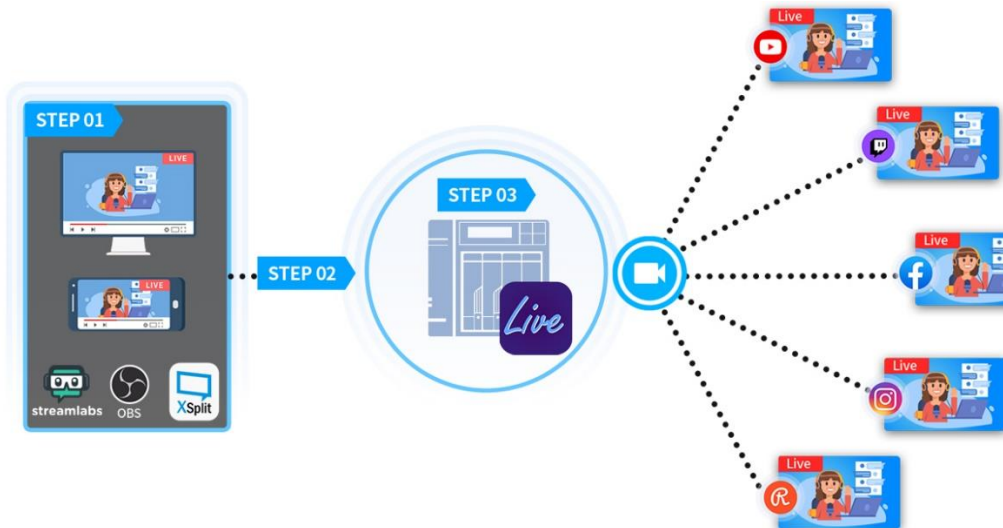 STEP 01
LIVE
LIVE
streamlabs
OBS
XSplit
STEP 02
STEP 03
Live
Live
Live
Live
Live
Live